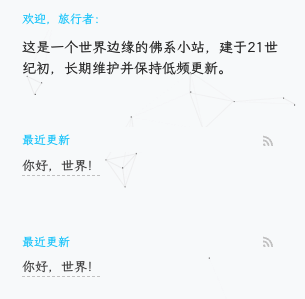 欢迎，旅行者：
这是一个世界边缘的佛系小站，建于21世
纪初，长期维护并保持低频更新。
最近更新
你好，世界！
最近更新
你好，世界！